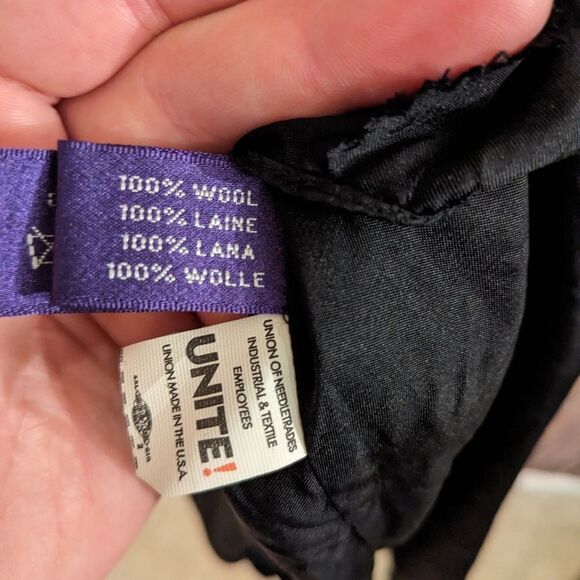 100% WOOL
100% LAINE
100% LANA
100% WOLLE
UNITE!
UNION OF NEEDLETRADES
INDUSTRIAL & TEXTILE
EMPLOYEES
UNION MADE IN THE U.S.A.